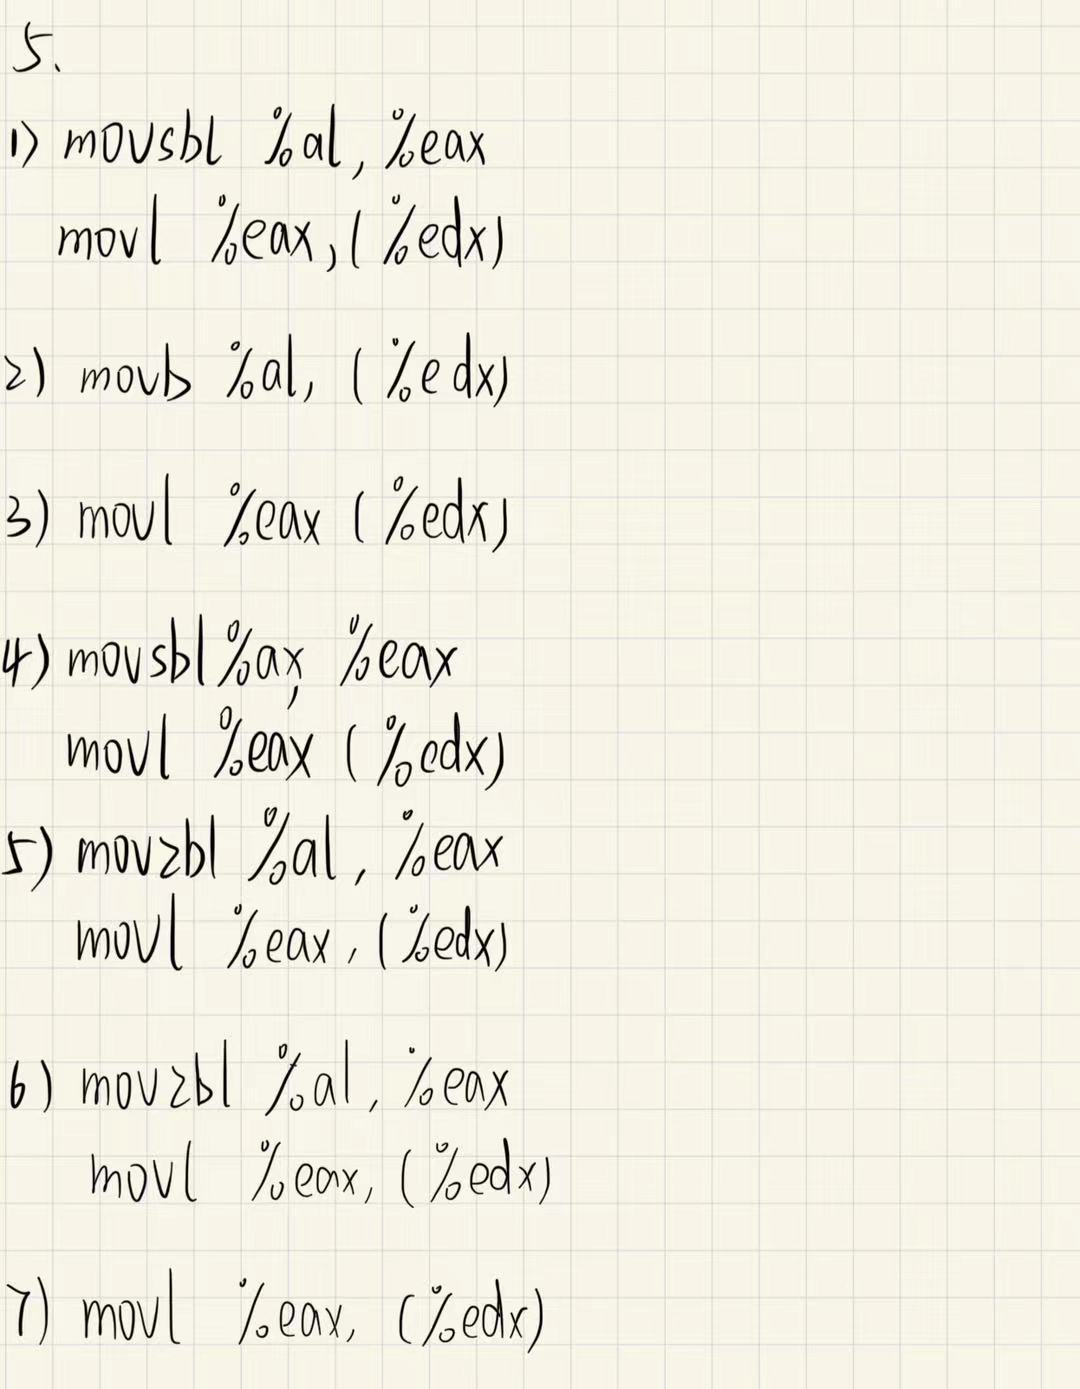 5.
1) movsbl %al, %eax
movl %eax, (%edx)
2) movb %al, (%edx)
3) movl %eax (%edx)
4) movsbl %ax, %eax
movl %eax (%edx)
5) movzbl %al, %eax
movl %eax, (%edx)
6) movzbl %al, %eax
movl %eax, (%edx)
7) movl %eax, (%edx)